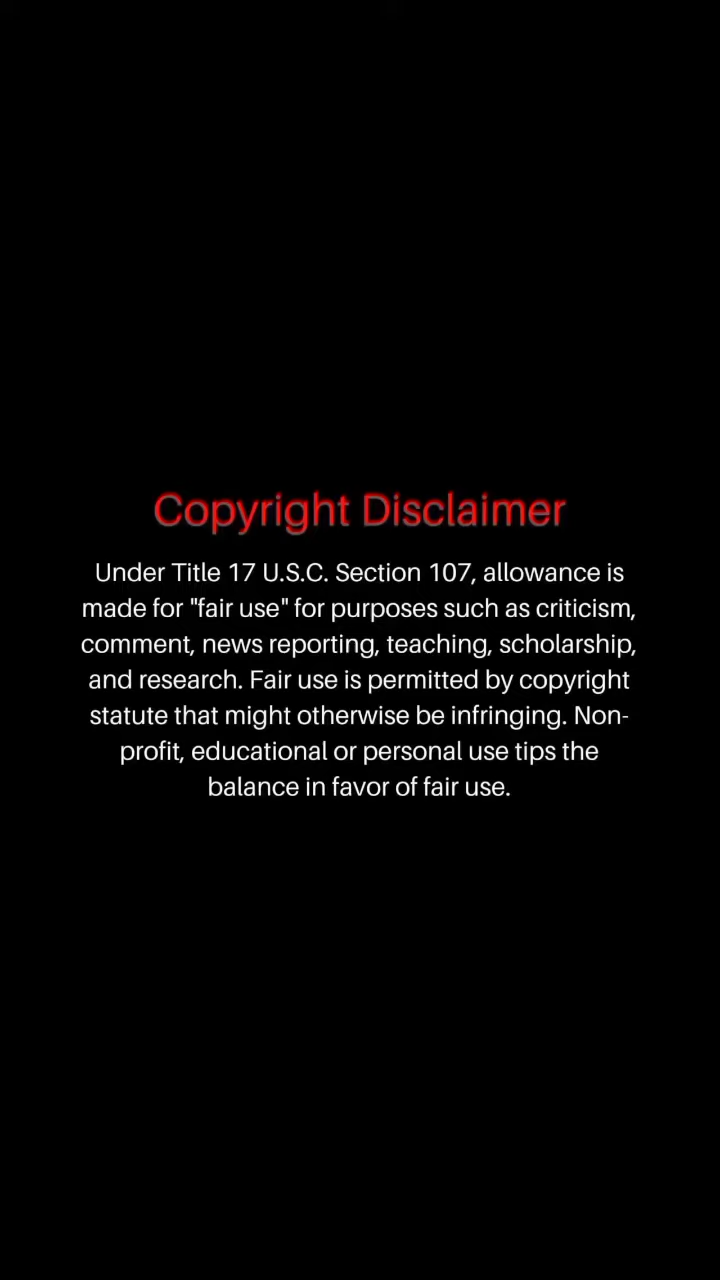 Copyright Disclaimer
Under Title 17 U.S.C. Section 107, allowance is
made for "fair use" for purposes such as criticism,
comment, news reporting, teaching, scholarship,
and research. Fair use is permitted by copyright
statute that might otherwise be infringing. Non-
profit, educational or personal use tips the
balance in favor of fair use.